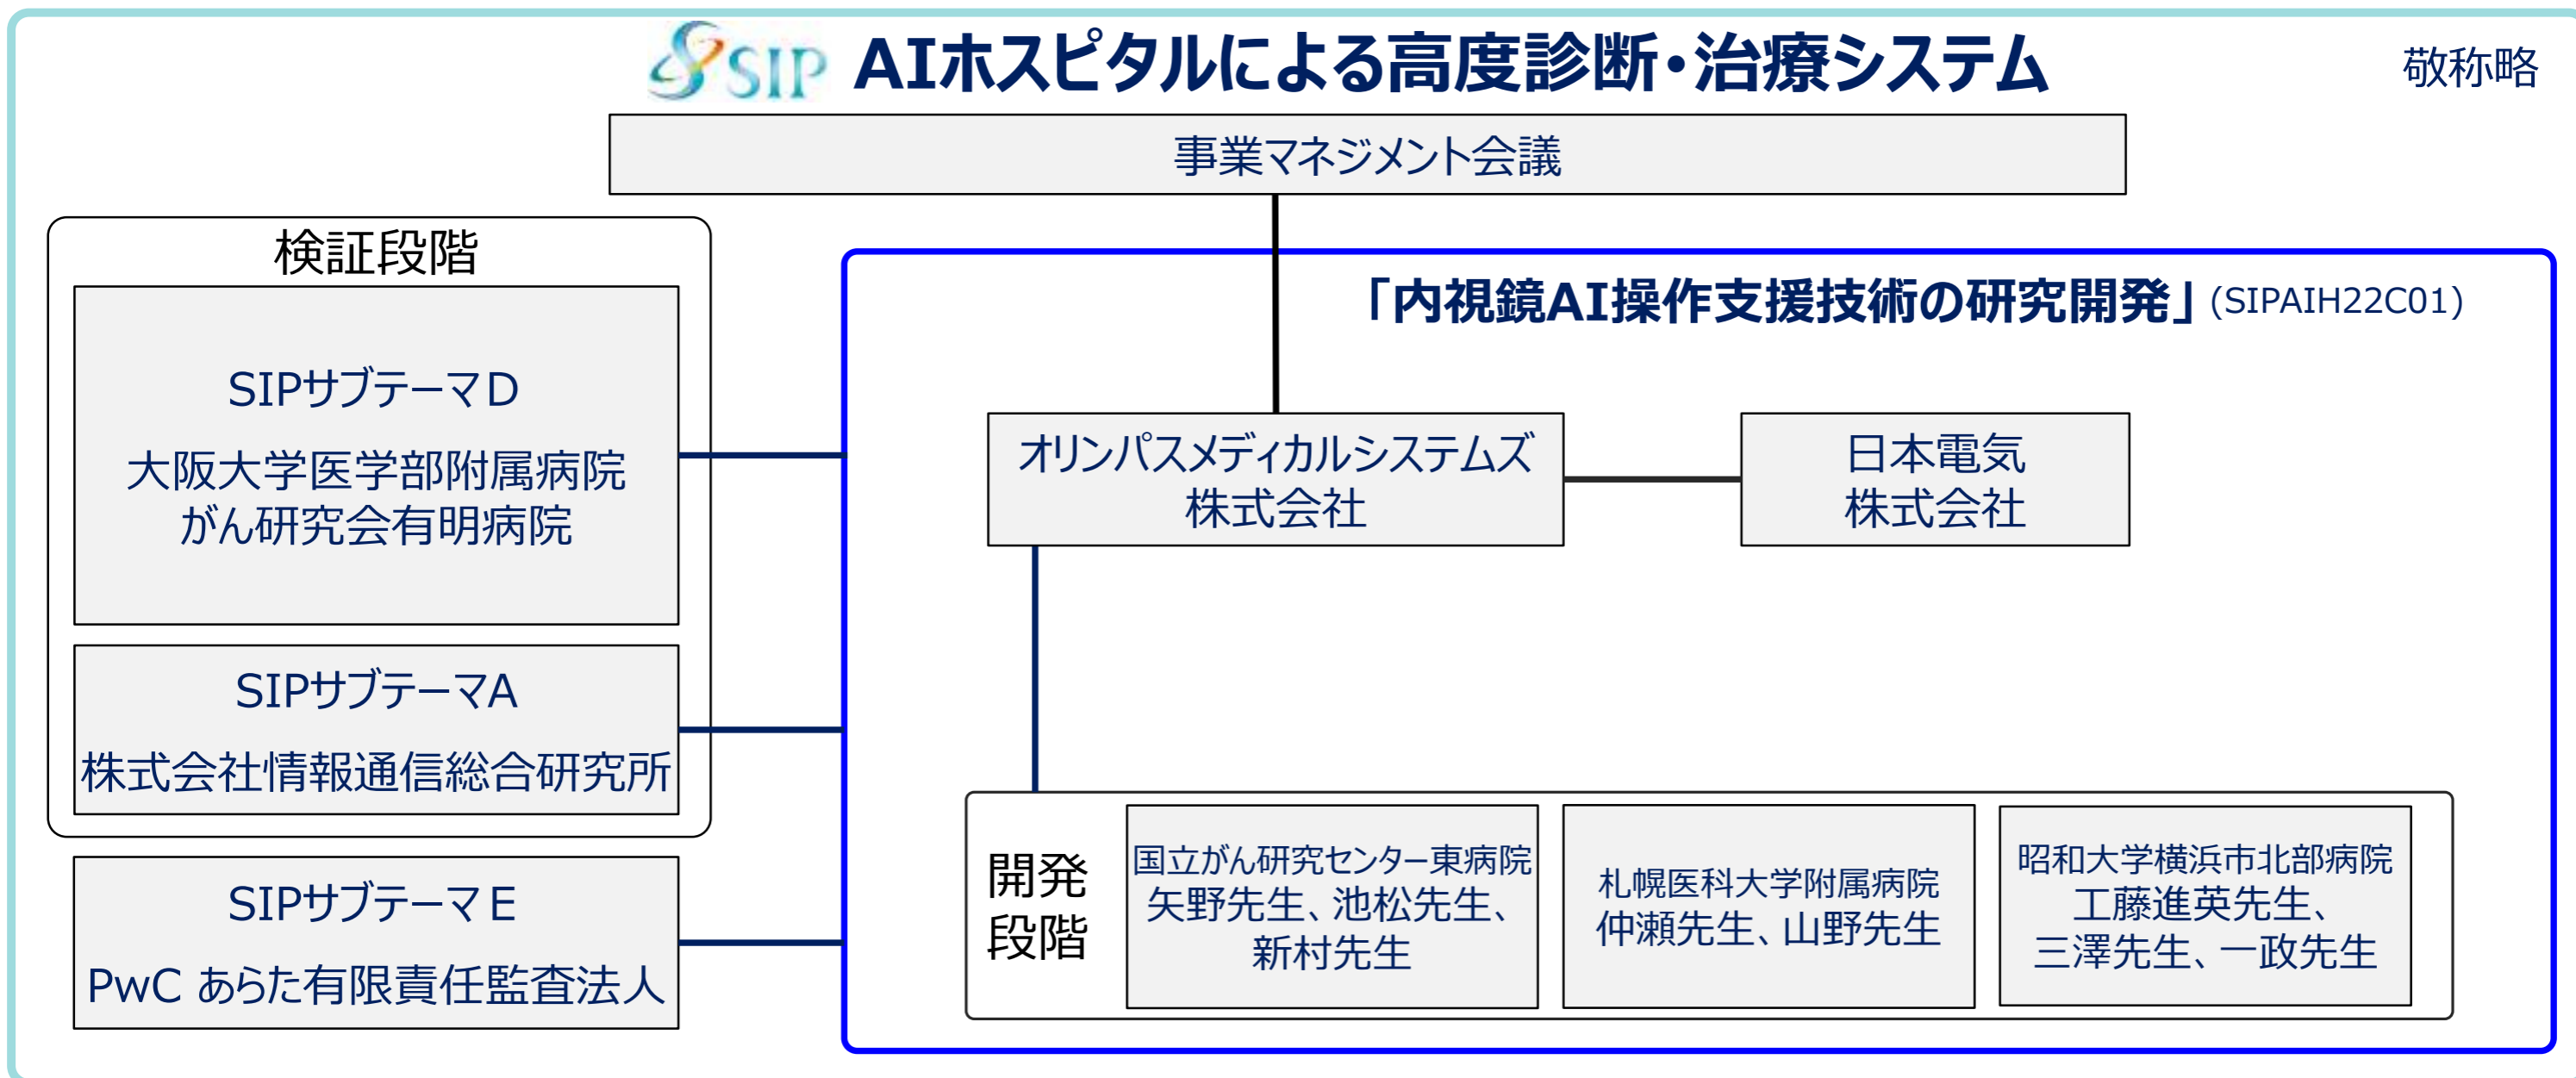 SIP AIホスピタルによる高度診断・治療システム
敬称略
事業マネジメント会議
検証段階
SIPサブテーマD
大阪大学医学部附属病院
がん研究会有明病院
SIPサブテーマA
株式会社情報通信総合研究所
SIPサブテーマE
PwC あらた有限責任監査法人
「内視鏡AI操作支援技術の研究開発」(SIPAIH22C01)
オリンパスメディカルシステムズ
株式会社
日本電気
株式会社
開発
段階
国立がん研究センター東病院
矢野先生、池松先生、
新村先生
札幌医科大学附属病院
仲瀬先生、山野先生
昭和大学横浜市北部病院
工藤進英先生、
三澤先生、一政先生